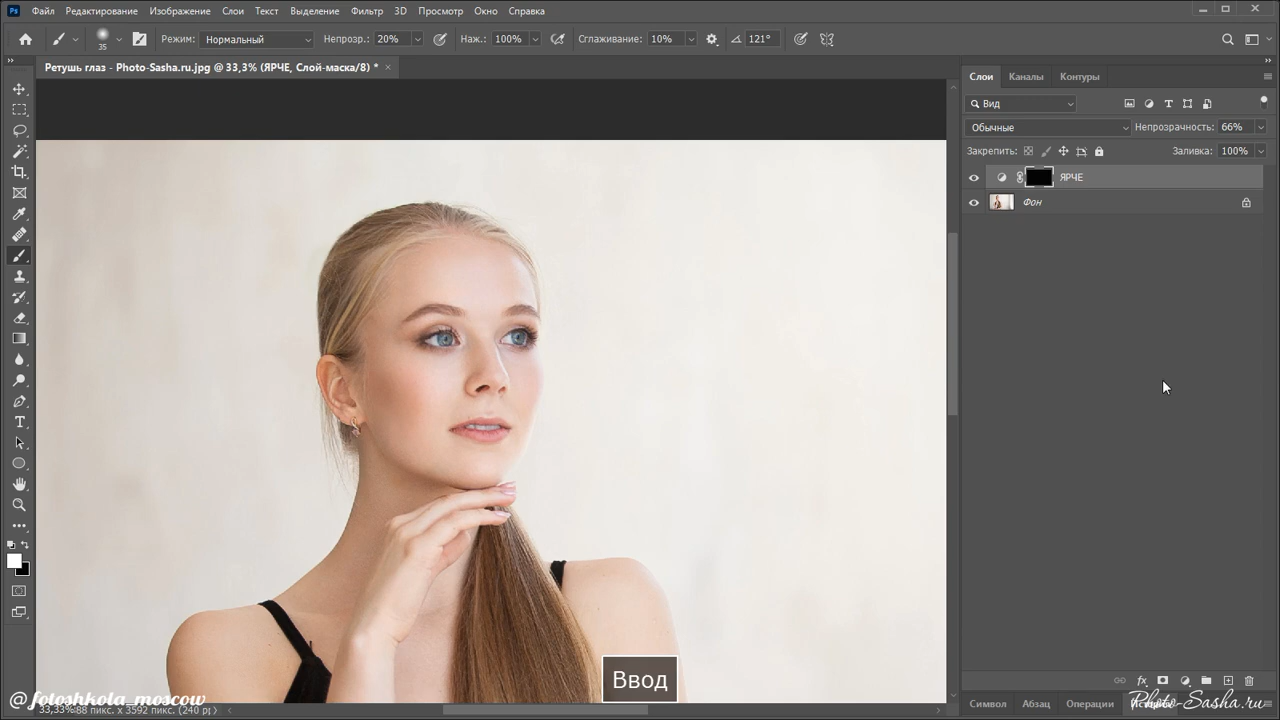 Ps Файл Редактирование Изображение Слои Текст Выделение Фильтр 3D Просмотр Окно Справка
35 Режим: Нормальный Непрозр.: 20% Наж.: 100% Сглаживание: 10% 121°
Ретушь глаз - Photo-Sasha.ru.jpg @ 33,3% (ЯРЧЕ, Слой-маска/8) *
Слои Каналы Контуры
Вид
Обычные Непрозрачность: 66%
Закрепить: Заливка: 100%
ЯРЧЕ
Фон
Ввод
@fotoshkola_moscow
Photo-Sasha.ru
33,33% 88 пикс. x 3592 пикс. (240 ppi)
Символ Абзац Операции